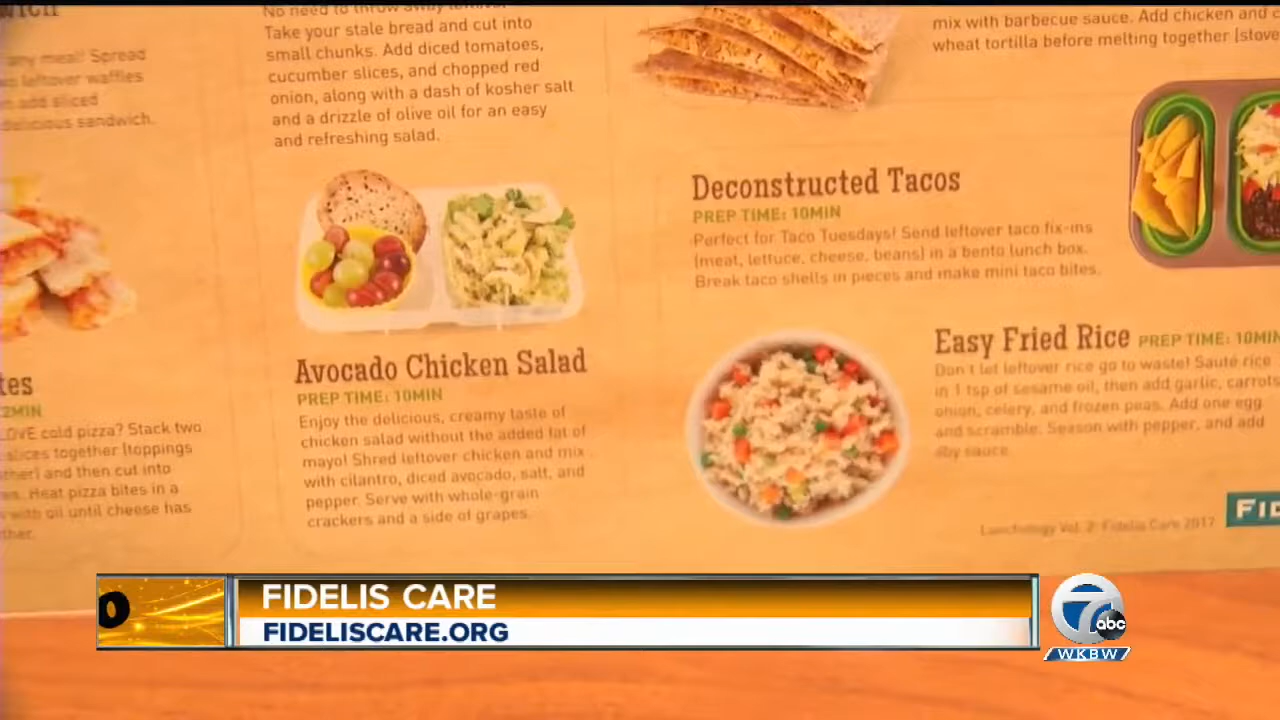 any meal! Spread
leftover waffles
add sliced
delicious sandwich.
tes
2MIN
LOVE cold pizza? Stack two
slices together (toppings
and then cut into
Heat pizza bites in a
with oil until cheese has
No need to throw away
Take your stale bread and cut into
small chunks. Add diced tomatoes,
cucumber slices, and chopped red
onion, along with a dash of kosher salt
and a drizzle of olive oil for an easy
and refreshing salad.
Avocado Chicken Salad
PREP TIME: 10MIN
Enjoy the delicious, creamy taste of
chicken salad without the added fat of
mayo! Shred leftover chicken and mix
with cilantro, diced avocado, salt, and
pepper. Serve with whole-grain
crackers and a side of grapes.
mix with barbecue sauce. Add chicken and
wheat tortilla before melting together (stove
Deconstructed Tacos
PREP TIME: 10MIN
Perfect for Taco Tuesdays! Send leftover taco fix-ins
(meat, lettuce, cheese, beans) in a bento lunch box.
Break taco shells in pieces and make mini taco bites.
Easy Fried Rice PREP TIME: 10MIN
Don't let leftover rice go to waste! Sauté rice
in 1 tsp of sesame oil, then add garlic, carrots
onion, celery, and frozen peas. Add one egg
and scramble. Season with pepper, and add
soy sauce.
Lunchology Vol. 2: Fidelis Care 2017
FID
FIDELIS CARE
FIDELISCARE.ORG
7
abc
WKBW